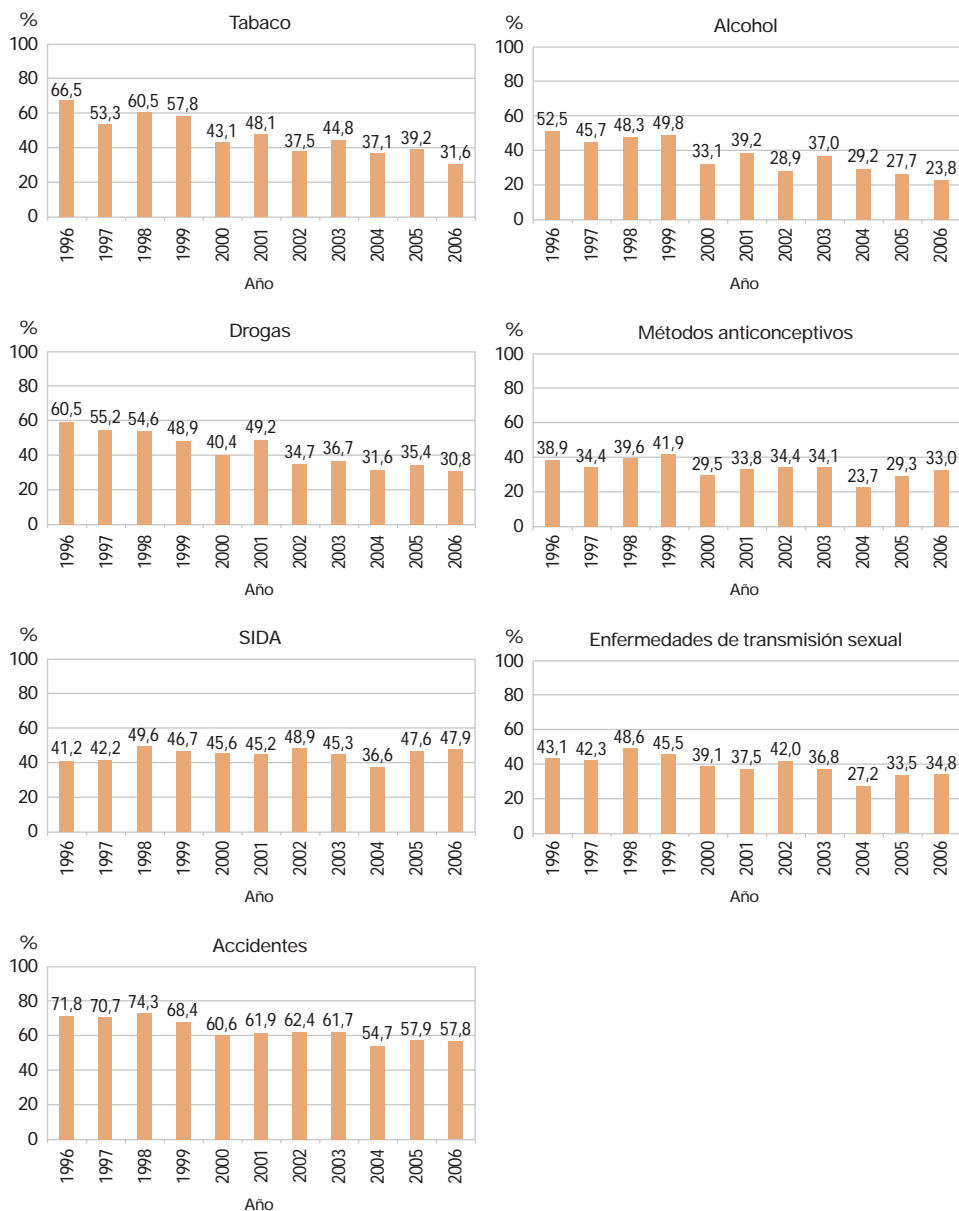 %
Tabaco
100
80
60
40
20
0
66,5 53,3 60,5 57,8 43,1 48,1 37,5 44,8 37,1 39,2 31,6
1996 1997 1998 1999 2000 2001 2002 2003 2004 2005 2006
Año
%
Alcohol
100
80
60
40
20
0
52,5 45,7 48,3 49,8 33,1 39,2 28,9 37,0 29,2 27,7 23,8
1996 1997 1998 1999 2000 2001 2002 2003 2004 2005 2006
Año
%
Drogas
100
80
60
40
20
0
60,5 55,2 54,6 48,9 40,4 49,2 34,7 36,7 31,6 35,4 30,8
1996 1997 1998 1999 2000 2001 2002 2003 2004 2005 2006
Año
%
Métodos anticonceptivos
100
80
60
40
20
0
38,9 34,4 39,6 41,9 29,5 33,8 34,4 34,1 23,7 29,3 33,0
1996 1997 1998 1999 2000 2001 2002 2003 2004 2005 2006
Año
%
SIDA
100
80
60
40
20
0
41,2 42,2 49,6 46,7 45,6 45,2 48,9 45,3 36,6 47,6 47,9
1996 1997 1998 1999 2000 2001 2002 2003 2004 2005 2006
Año
%
Enfermedades de transmisión sexual
100
80
60
40
20
0
43,1 42,3 48,6 45,5 39,1 37,5 42,0 36,8 27,2 33,5 34,8
1996 1997 1998 1999 2000 2001 2002 2003 2004 2005 2006
Año
%
Accidentes
100
80
60
40
20
0
71,8 70,7 74,3 68,4 60,6 61,9 62,4 61,7 54,7 57,9 57,8
1996 1997 1998 1999 2000 2001 2002 2003 2004 2005 2006
Año